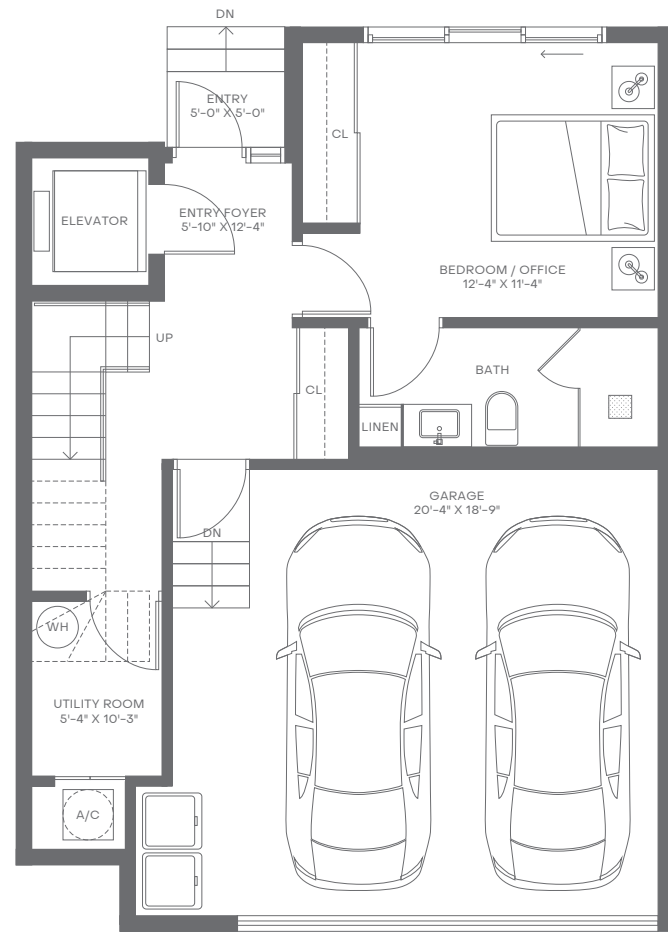 DN
ENTRY
5'-0" X 5'-0"
CL
ELEVATOR
ENTRY FOYER
5'-10" X 12'-4"
BEDROOM / OFFICE
12'-4" X 11'-4"
UP
BATH
CL
LINEN
GARAGE
20'-4" X 18'-9"
DN
WH
UTILITY ROOM
5'-4" X 10'-3"
A/C